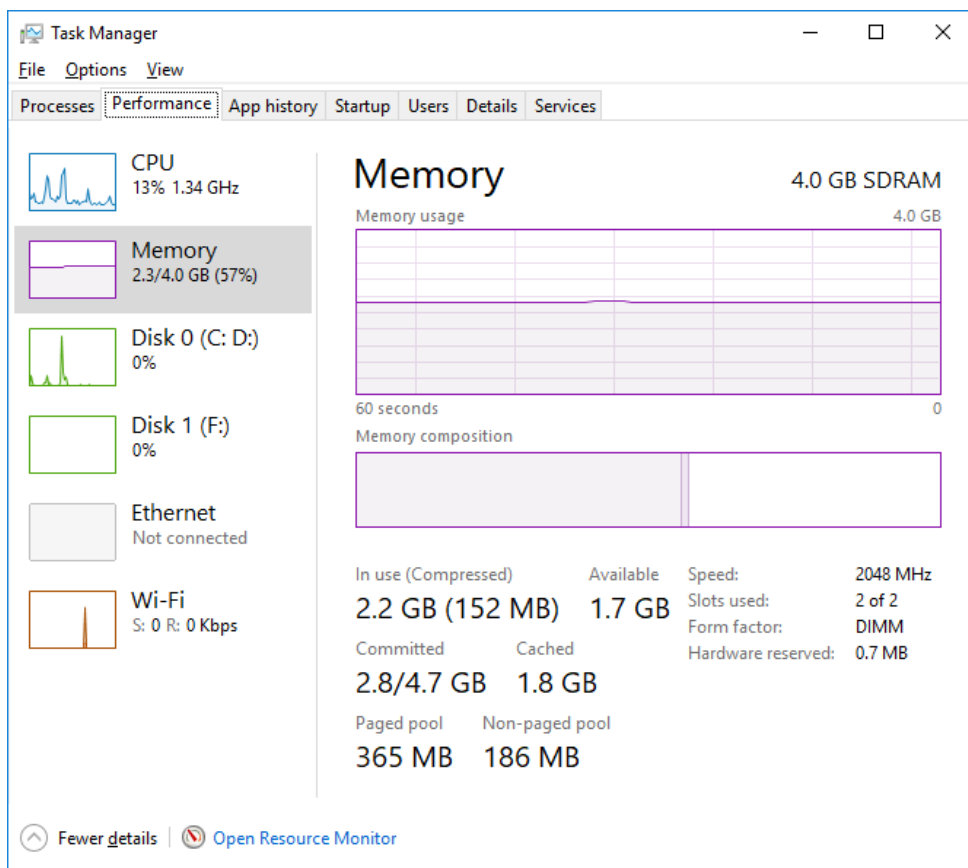 Task Manager
File Options View
Processes Performance App history Startup Users Details Services
CPU
13% 1.34 GHz
Memory
2.3/4.0 GB (57%)
Disk 0 (C: D:)
0%
Disk 1 (F:)
0%
Ethernet
Not connected
Wi-Fi
S: 0 R: 0 Kbps
Memory 4.0 GB SDRAM
Memory usage 4.0 GB
60 seconds 0
Memory composition
In use (Compressed) Available
2.2 GB (152 MB) 1.7 GB
Committed Cached
2.8/4.7 GB 1.8 GB
Paged pool Non-paged pool
365 MB 186 MB
Speed: 2048 MHz
Slots used: 2 of 2
Form factor: DIMM
Hardware reserved: 0.7 MB
Fewer details Open Resource Monitor